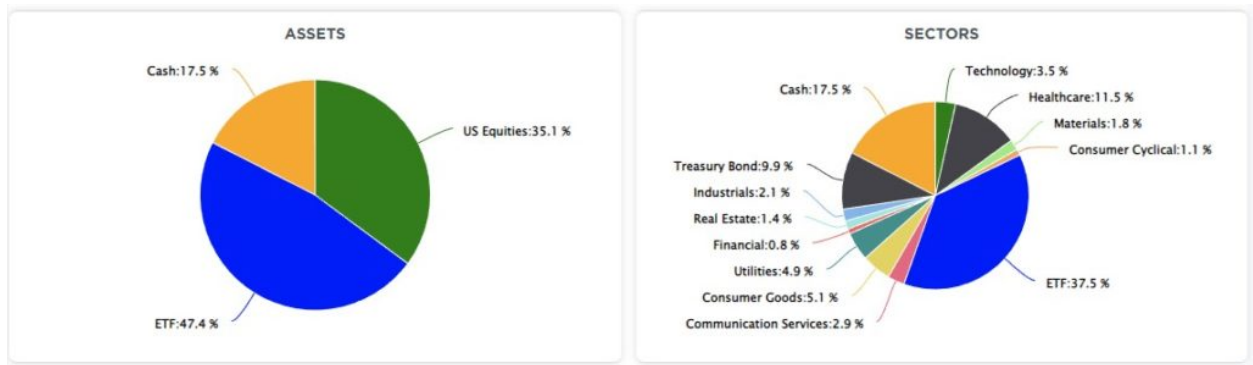 ASSETS
Cash:17.5 %
US Equities:35.1 %
ETF:47.4 %
SECTORS
Technology:3.5 %
Healthcare:11.5 %
Materials:1.8 %
Consumer Cyclical:1.1 %
ETF:37.5 %
Cash:17.5 %
Treasury Bond:9.9 %
Industrials:2.1 %
Real Estate:1.4 %
Financial:0.8 %
Utilities:4.9 %
Consumer Goods:5.1 %
Communication Services:2.9 %